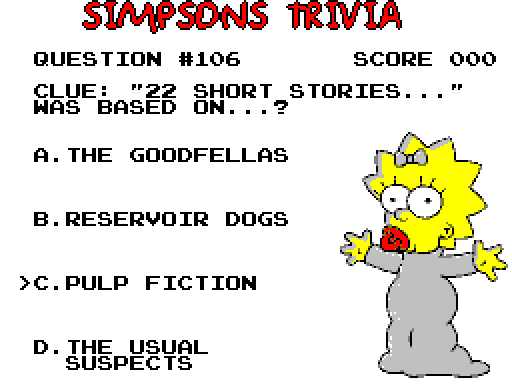 SIMPSONS TRIVIA
QUESTION #106 SCORE 000
CLUE: "22 SHORT STORIES..."
WAS BASED ON...?
A.THE GOODFELLAS
B.RESERVOIR DOGS
>C.PULP FICTION
D.THE USUAL
SUSPECTS